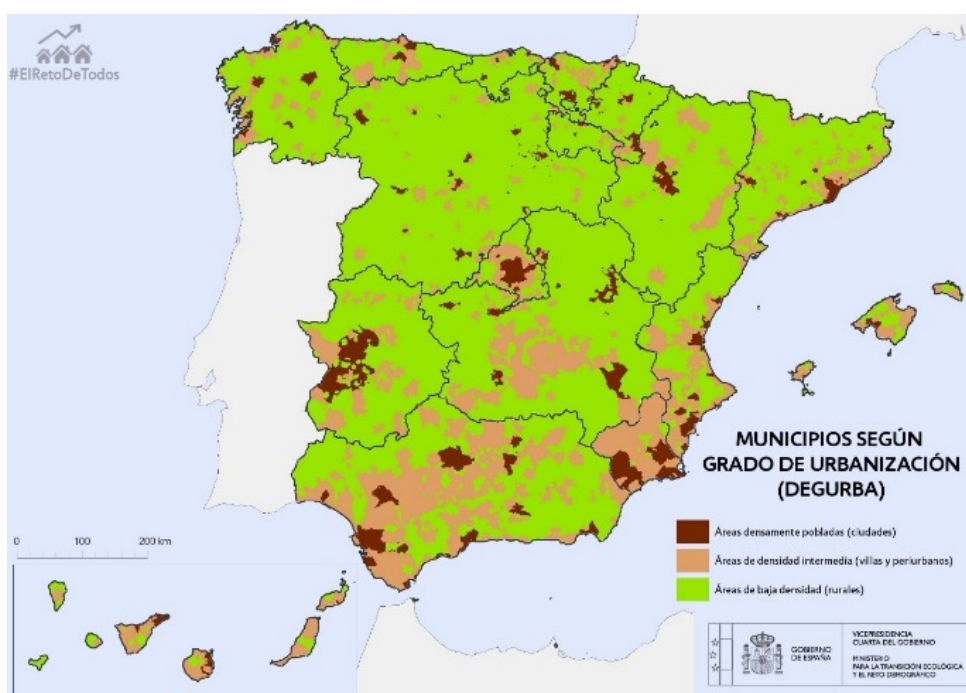 #ElRetoDeTodos
MUNICIPIOS SEGÚN
GRADO DE URBANIZACIÓN
(DEGURBA)
Áreas densamente pobladas (ciudades)
Áreas de densidad intermedia (villas y periurbanos)
Áreas de baja densidad (rurales)
0 100 200 km
GOBIERNO
DE ESPAÑA
VICEPRESIDENCIA
CUARTA DEL GOBIERNO
MINISTERIO
PARA LA TRANSICIÓN ECOLÓGICA
Y EL RETO DEMOGRÁFICO